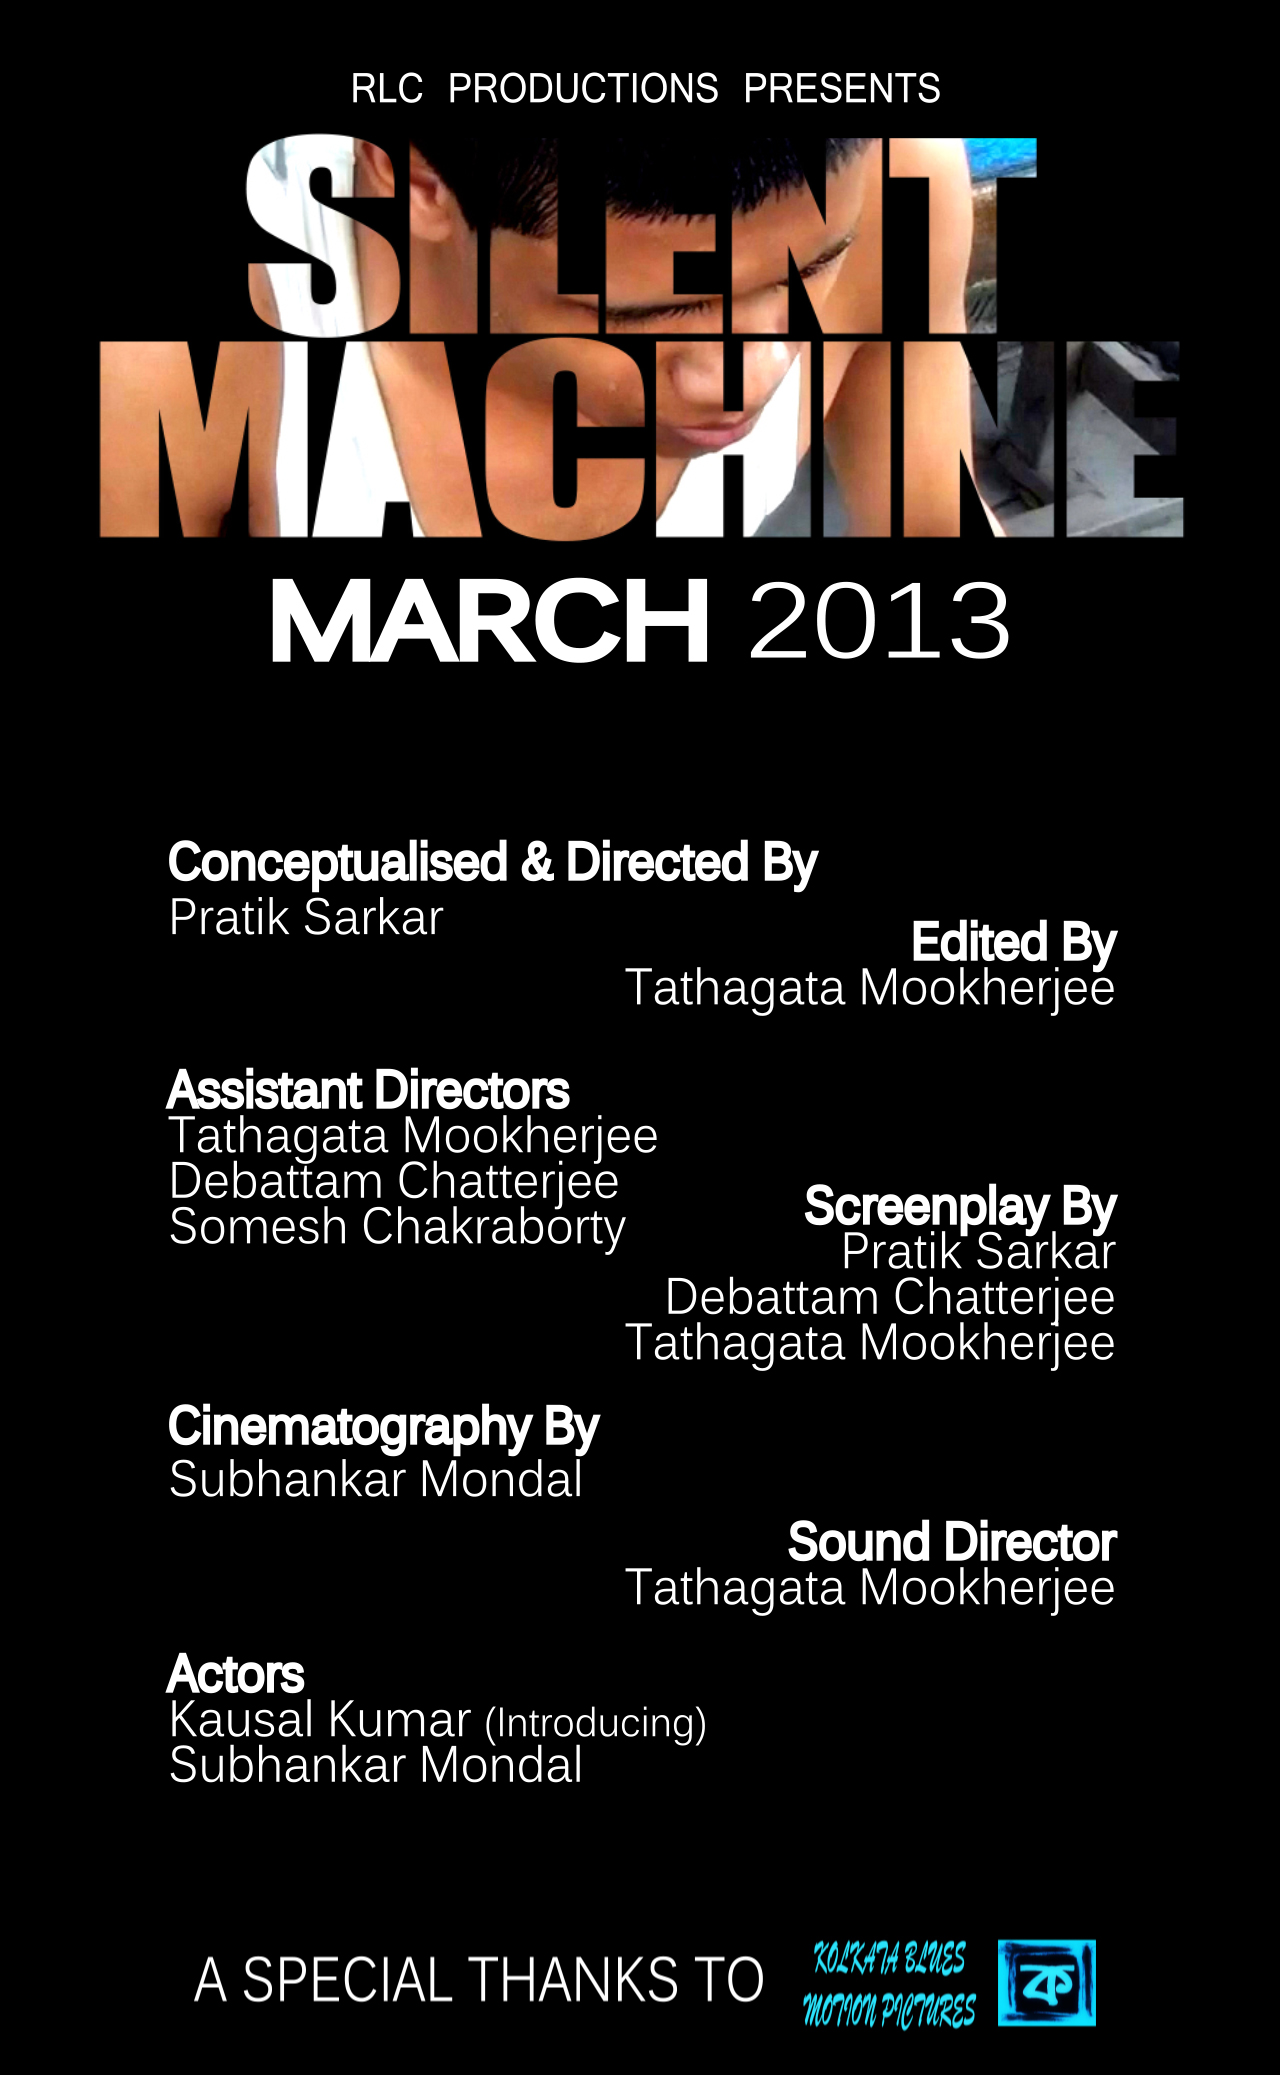 RLC PRODUCTIONS PRESENTS
SILENT
MACHINE
MARCH 2013
Conceptualised & Directed By
Pratik Sarkar
Edited By
Tathagata Mookherjee
Assistant Directors
Tathagata Mookherjee
Debattam Chatterjee
Somesh Chakraborty
Screenplay By
Pratik Sarkar
Debattam Chatterjee
Tathagata Mookherjee
Cinematography By
Subhankar Mondal
Sound Director
Tathagata Mookherjee
Actors
Kausal Kumar (Introducing)
Subhankar Mondal
A SPECIAL THANKS TO
KOLKATA BLUES
MOTION PICTURES
ক